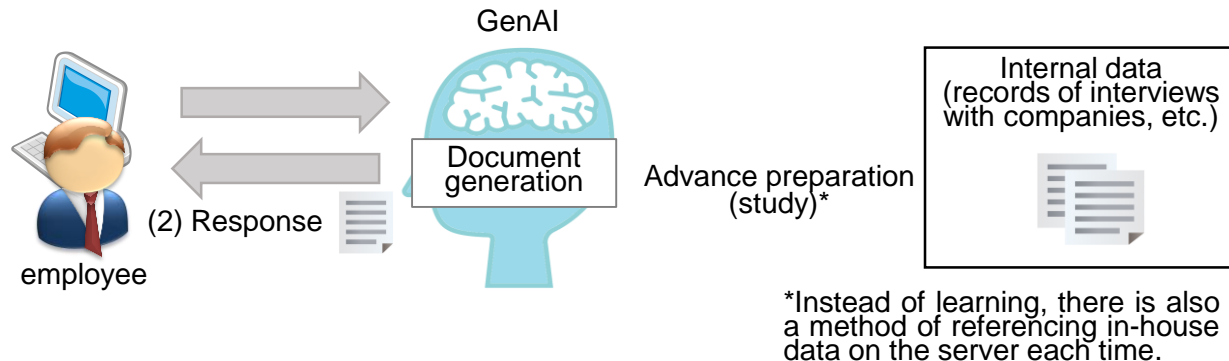 GenAI
Internal data
(records of interviews
with companies, etc.)
Document
generation
Advance preparation
(study)*
(2) Response
employee
*Instead of learning, there is also
a method of referencing in-house
data on the server each time.